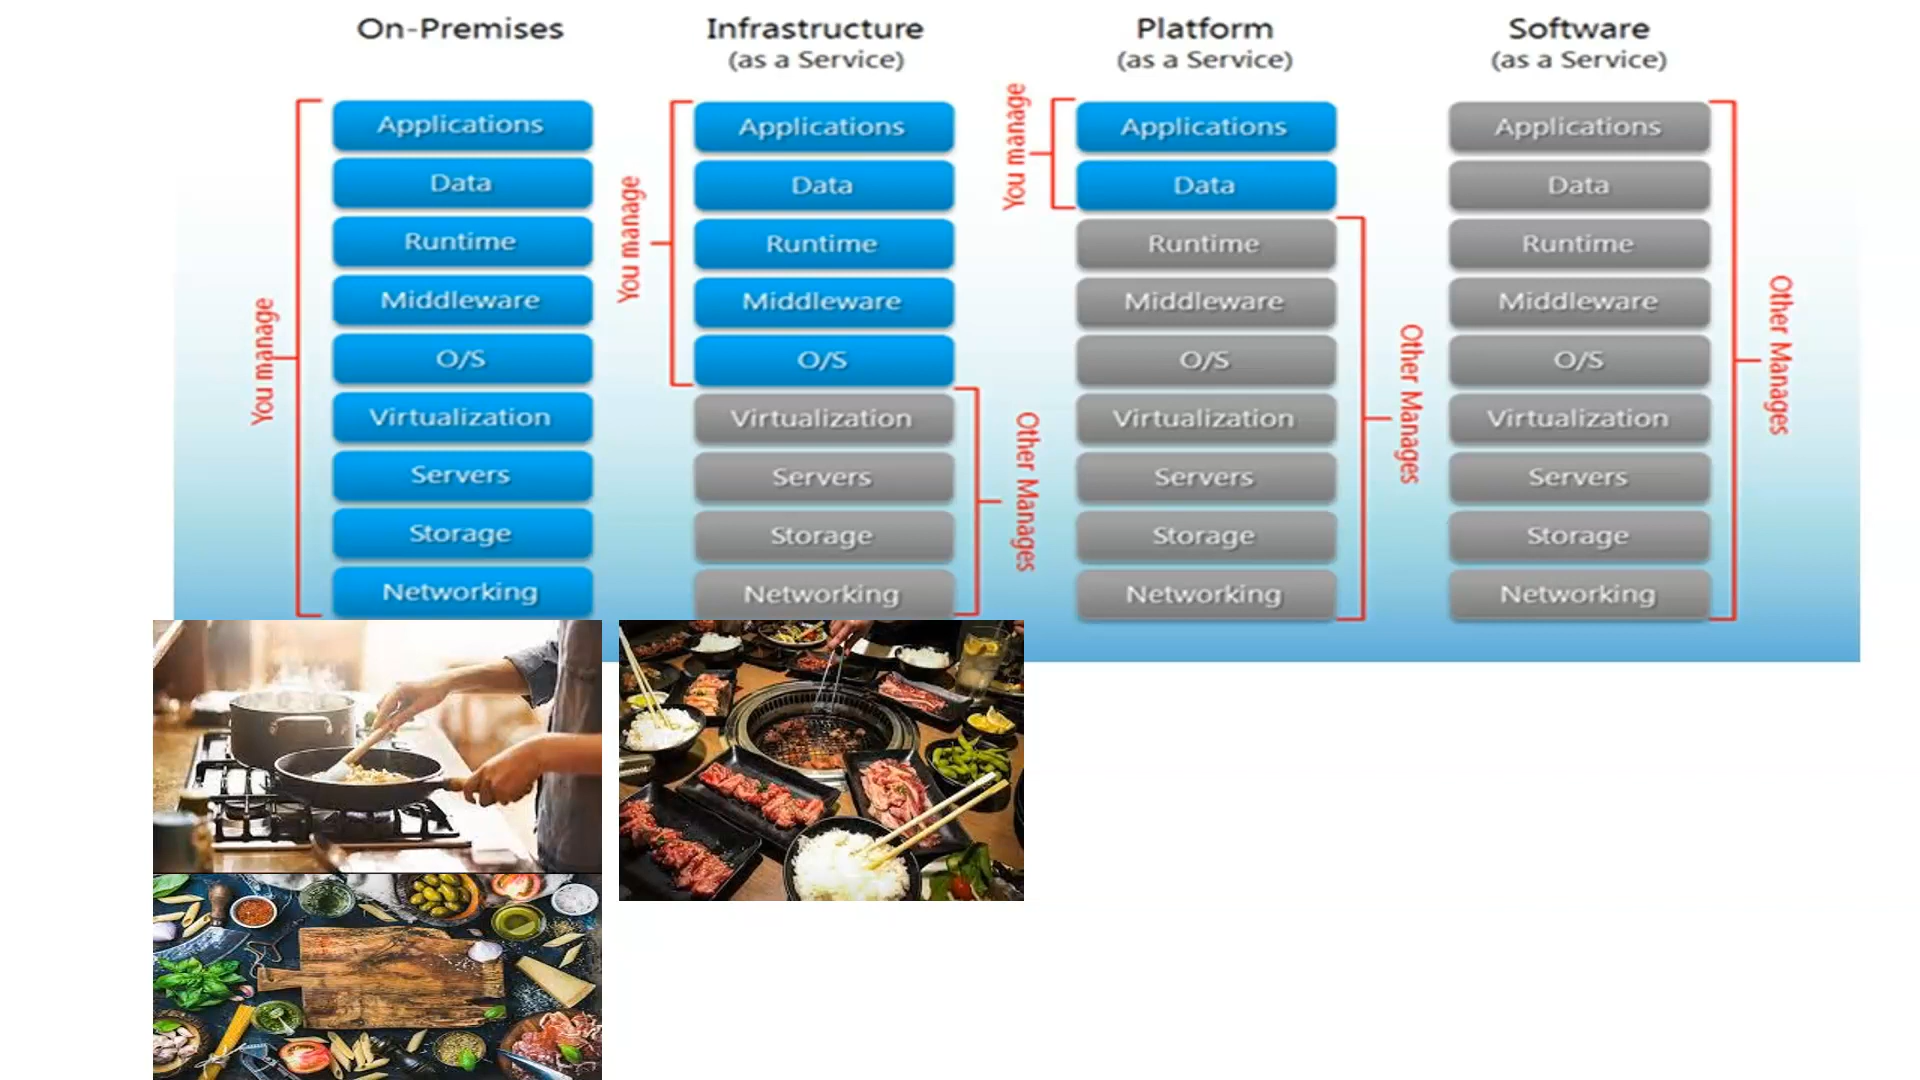 On-Premises
You manage
Applications
Data
Runtime
Middleware
O/S
Virtualization
Servers
Storage
Networking
Infrastructure
(as a Service)
You manage
Applications
Data
Runtime
Middleware
O/S
Virtualization
Servers
Storage
Networking
Other Manages
Platform
(as a Service)
You manage
Applications
Data
Runtime
Middleware
O/S
Virtualization
Servers
Storage
Networking
Other Manages
Software
(as a Service)
Applications
Data
Runtime
Middleware
O/S
Virtualization
Servers
Storage
Networking
Other Manages